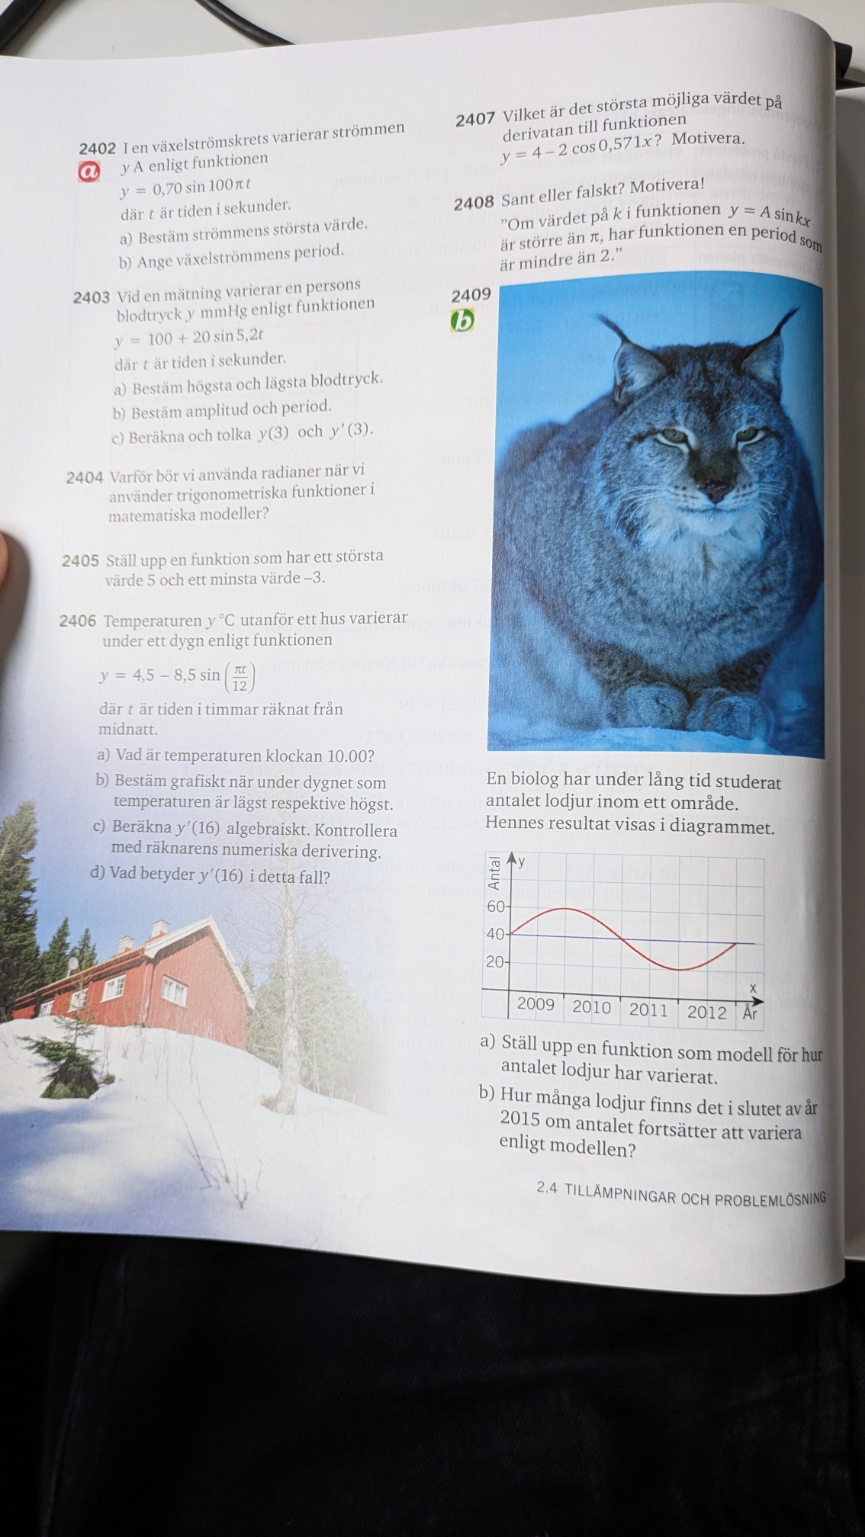 2402 I en växelströmskrets varierar strömmen
a y A enligt funktionen
y = 0,70 sin 100πt
där t är tiden i sekunder.
a) Bestäm strömmens största värde.
b) Ange växelströmmens period.
2403 Vid en mätning varierar en persons
blodtryck y mmHg enligt funktionen
y = 100 + 20 sin 5,2t
där t är tiden i sekunder.
a) Bestäm högsta och lägsta blodtryck.
b) Bestäm amplitud och period.
c) Beräkna och tolka y(3) och y′(3).
2404 Varför bör vi använda radianer när vi
använder trigonometriska funktioner i
matematiska modeller?
2405 Ställ upp en funktion som har ett största
värde 5 och ett minsta värde –3.
2406 Temperaturen y °C utanför ett hus varierar
under ett dygn enligt funktionen
y = 4,5 – 8,5 sin (πt/12)
där t är tiden i timmar räknat från
midnatt.
a) Vad är temperaturen klockan 10.00?
b) Bestäm grafiskt när under dygnet som
temperaturen är lägst respektive högst.
c) Beräkna y′(16) algebraiskt. Kontrollera
med räknarens numeriska derivering.
d) Vad betyder y′(16) i detta fall?
2407 Vilket är det största möjliga värdet på
derivatan till funktionen
y = 4 – 2 cos 0,571x? Motivera.
2408 Sant eller falskt? Motivera!
”Om värdet på k i funktionen y = A sin kx
är större än π, har funktionen en period som
är mindre än 2.”
2409
b
En biolog har under lång tid studerat
antalet lodjur inom ett område.
Hennes resultat visas i diagrammet.
Antal
y
60
40
20
x
2009 2010 2011 2012 År
a) Ställ upp en funktion som modell för hur
antalet lodjur har varierat.
b) Hur många lodjur finns det i slutet av år
2015 om antalet fortsätter att variera
enligt modellen?
2.4 TILLÄMPNINGAR OCH PROBLEMLÖSNING